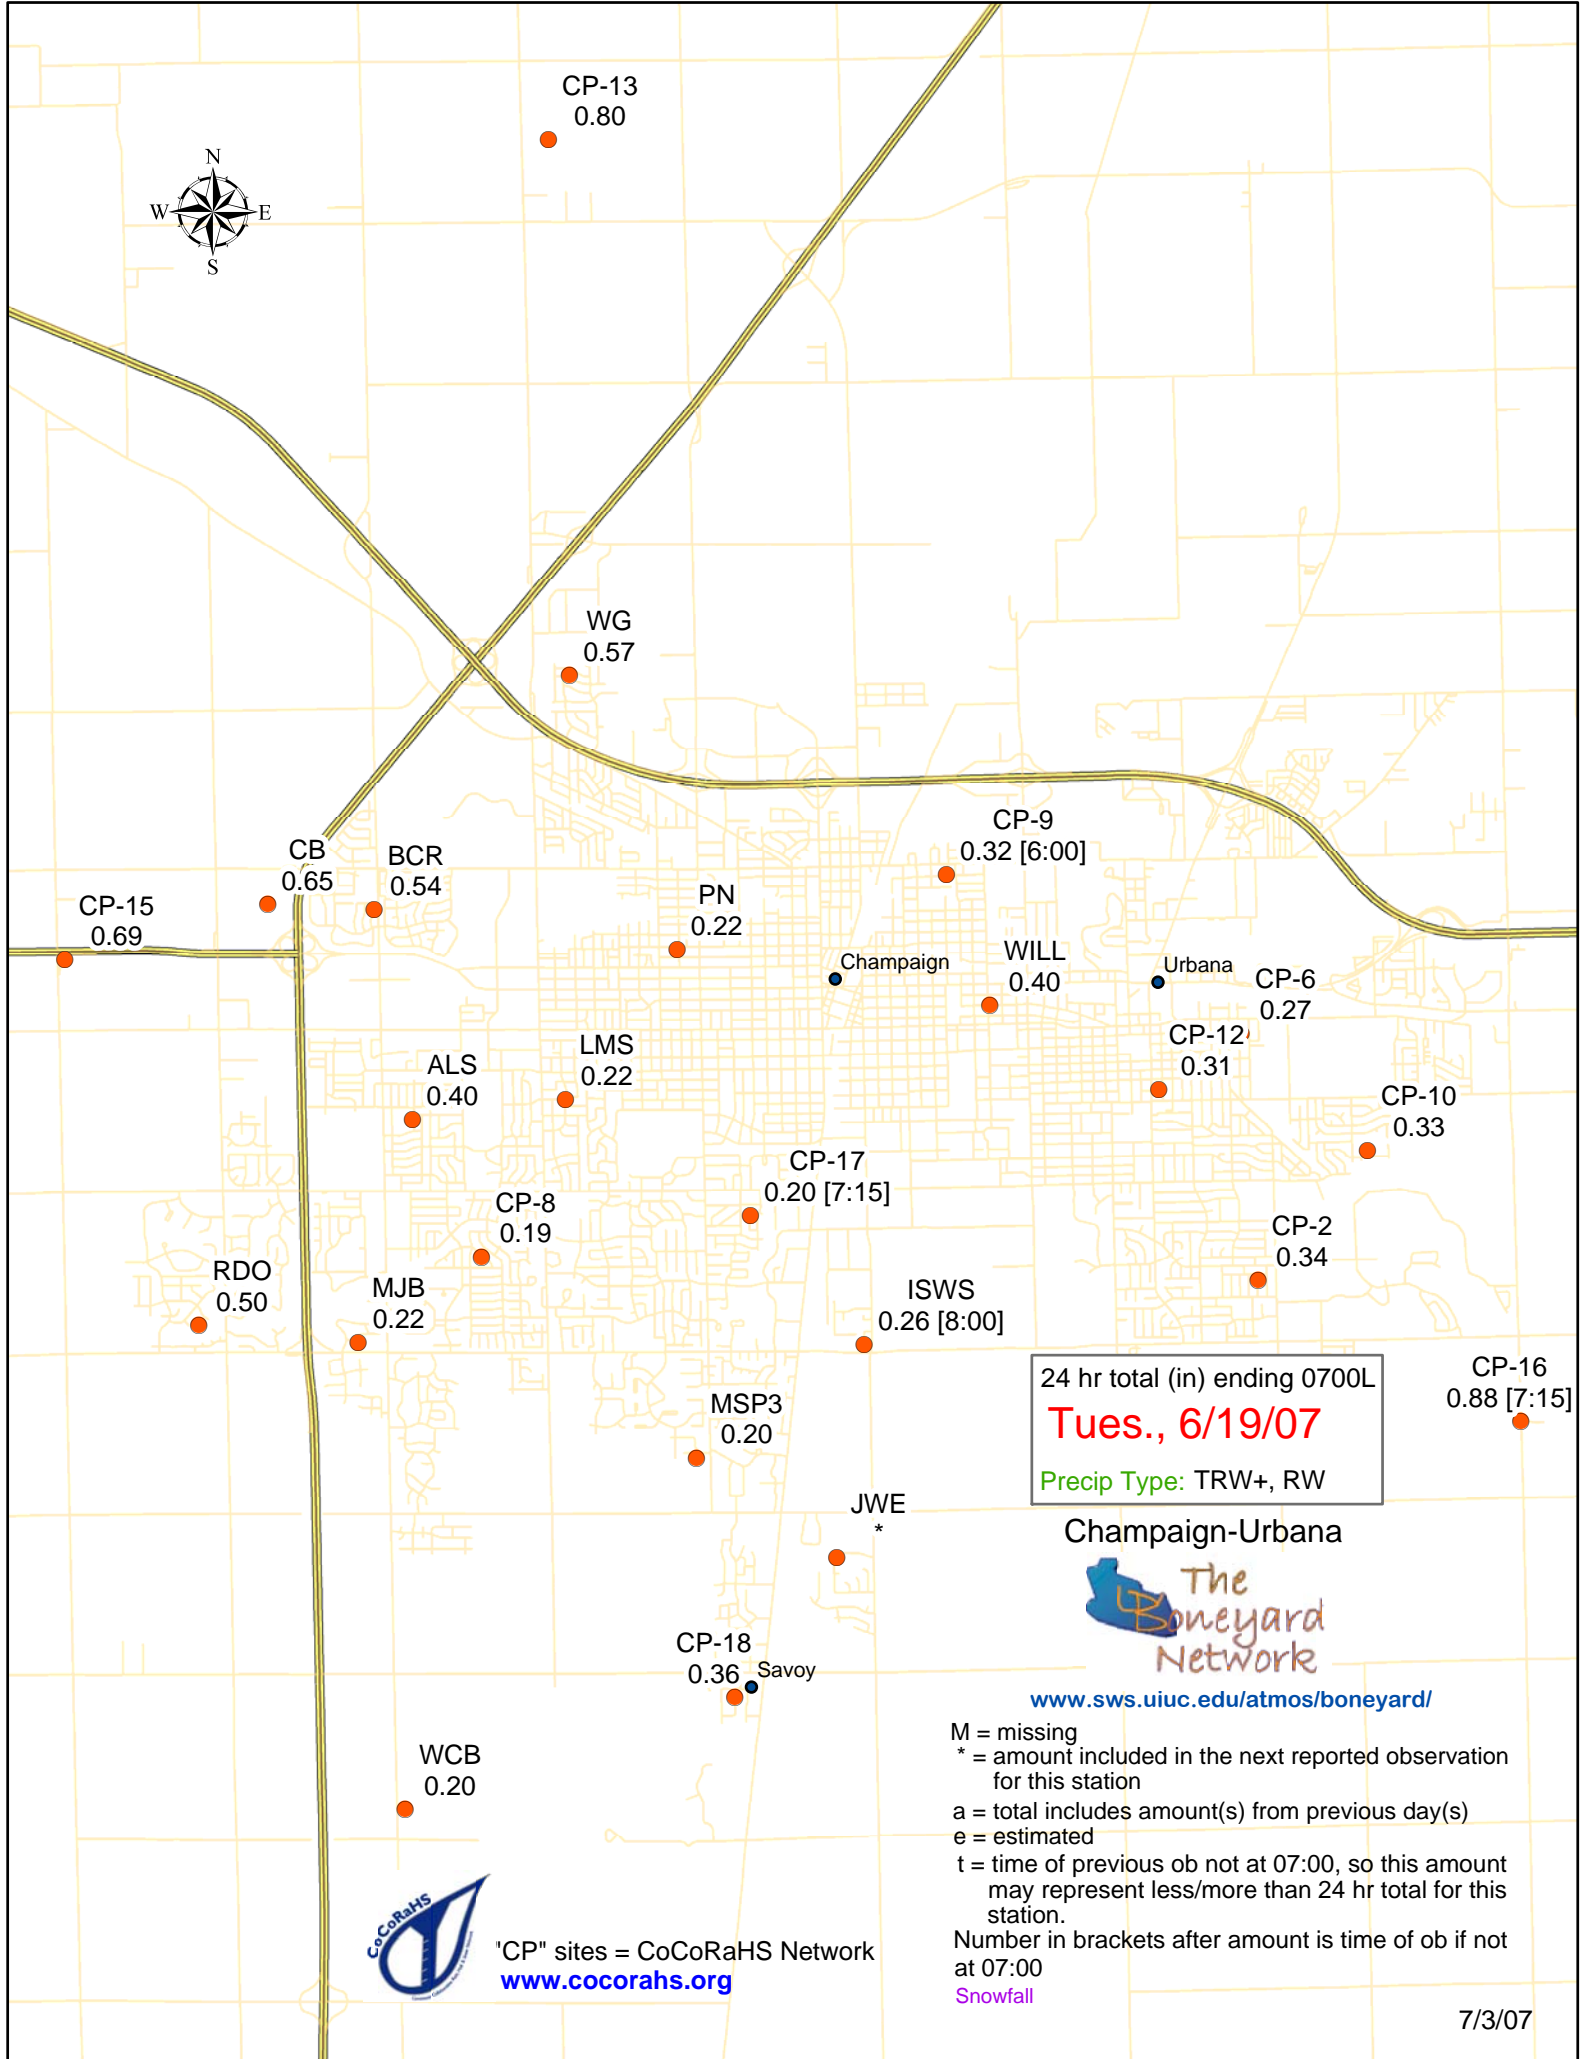 CP-13
0.80
N
W E
S
WG
0.57
CP-9
0.32 [6:00]
CB
0.65
BCR
0.54
PN
0.22
CP-15
0.69
Champaign
WILL
0.40
Urbana
CP-6
0.27
CP-12
0.31
LMS
0.22
ALS
0.40
CP-10
0.33
CP-17
0.20 [7:15]
CP-8
0.19
CP-2
0.34
RDO
0.50
MJB
0.22
ISWS
0.26 [8:00]
CP-16
0.88 [7:15]
MSP3
0.20
24 hr total (in) ending 0700L
Tues., 6/19/07
Precip Type: TRW+, RW
JWE
*
Champaign-Urbana
The
Boneyard
Network
www.sws.uiuc.edu/atmos/boneyard/
CP-18
0.36
Savoy
WCB
0.20
M = missing
* = amount included in the next reported observation
for this station
a = total includes amount(s) from previous day(s)
e = estimated
t = time of previous ob not at 07:00, so this amount
may represent less/more than 24 hr total for this
station.
Number in brackets after amount is time of ob if not
at 07:00
Snowfall
CoCoRaHS
"CP" sites = CoCoRaHS Network
www.cocorahs.org
7/3/07